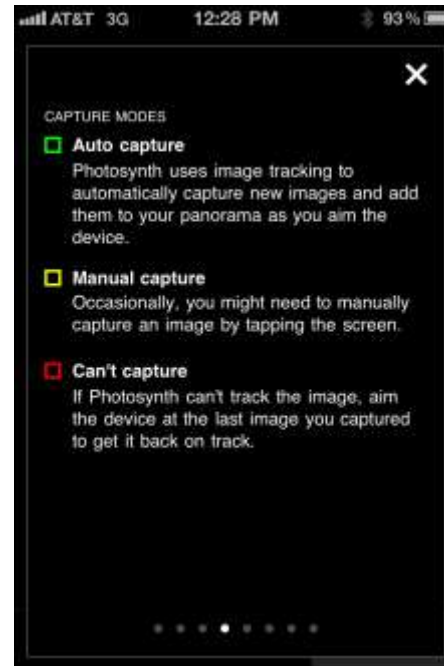 AT&T 3G 12:28 PM 93%
CAPTURE MODES
Auto capture
Photosynth uses image tracking to
automatically capture new images and add
them to your panorama as you aim the
device.
Manual capture
Occasionally, you might need to manually
capture an image by tapping the screen.
Can't capture
If Photosynth can't track the image, aim
the device at the last image you captured
to get it back on track.